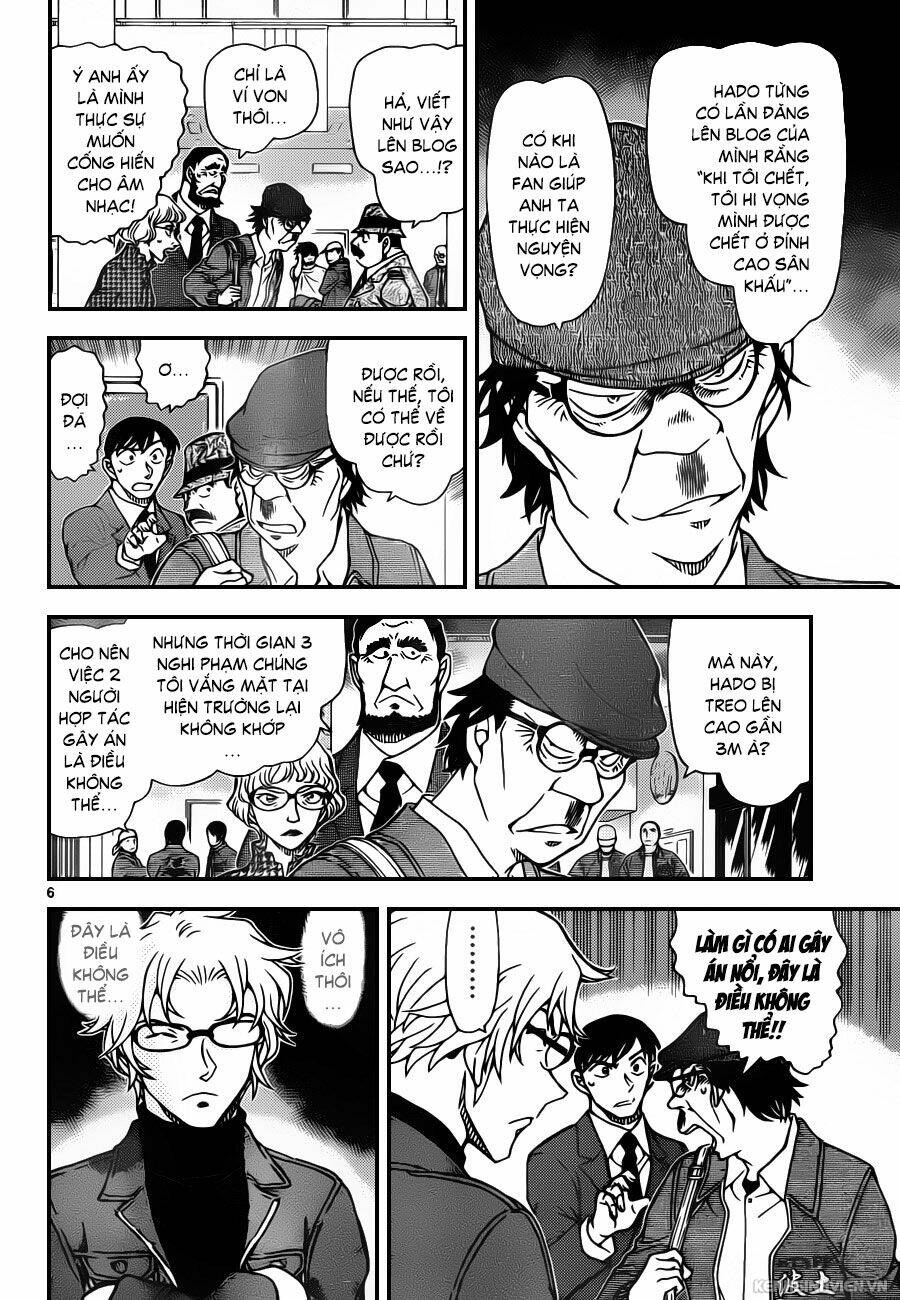 HADO TỪNG
CÓ LẦN ĐĂNG
LÊN BLOG CỦA
MÌNH RẰNG
“KHI TÔI CHẾT,
TÔI HI VỌNG
MÌNH ĐƯỢC
CHẾT Ở ĐỈNH
CAO SÂN
KHẤU”...
CÓ KHI
NÀO LÀ
FAN GIÚP
ANH TA
THỰC HIỆN
NGUYỆN
VỌNG?
HẢ, VIẾT
NHƯ VẬY
LÊN BLOG
SAO...!?
CHỈ LÀ
VÍ VON
THÔI...
Ý ANH ẤY
LÀ MÌNH
THỰC SỰ
MUỐN
CỐNG HIẾN
CHO ÂM
NHẠC!
ĐƯỢC RỒI,
NẾU THẾ, TÔI
CÓ THỂ VỀ
ĐƯỢC RỒI
CHỨ?
Ơ...
ĐỢI
ĐÃ
...
MÀ NÀY,
HADO BỊ
TREO LÊN
CAO GẦN
3M À?
NHƯNG THỜI GIAN 3
NGHI PHẠM CHÚNG
TÔI VẮNG MẶT TẠI
HIỆN TRƯỜNG LẠI
KHÔNG KHỚP
...
CHO NÊN
VIỆC 2
NGƯỜI
HỢP TÁC
GÂY ÁN
LÀ ĐIỀU
KHÔNG
THỂ...
6
LÀM GÌ CÓ AI GÂY
ÁN NỔI, ĐÂY LÀ
ĐIỀU KHÔNG
THỂ!!
.........
VÔ
ÍCH
THÔI
...
ĐÂY LÀ
ĐIỀU
KHÔNG
THỂ...